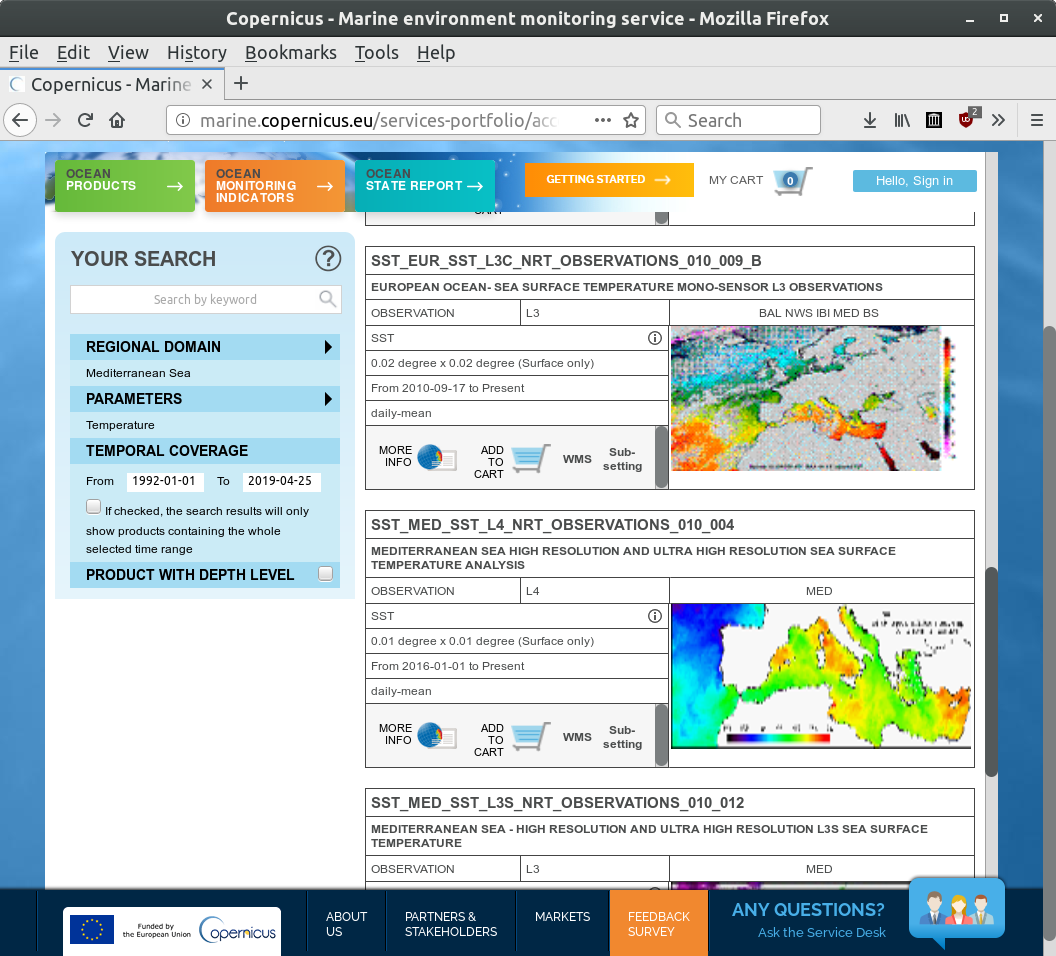 Copernicus - Marine environment monitoring service - Mozilla Firefox
File Edit View History Bookmarks Tools Help
Copernicus - Marine
marine.copernicus.eu/services-portfolio/acc
Search
2
OCEAN
PRODUCTS
OCEAN
MONITORING
INDICATORS
OCEAN
STATE REPORT
GETTING STARTED
MY CART
0
Hello, Sign in
YOUR SEARCH
?
Search by keyword
REGIONAL DOMAIN
Mediterranean Sea
PARAMETERS
Temperature
TEMPORAL COVERAGE
From 1992-01-01 To 2019-04-25
If checked, the search results will only
show products containing the whole
selected time range
PRODUCT WITH DEPTH LEVEL
CART
SST_EUR_SST_L3C_NRT_OBSERVATIONS_010_009_B
EUROPEAN OCEAN- SEA SURFACE TEMPERATURE MONO-SENSOR L3 OBSERVATIONS
OBSERVATION L3 BAL NWS IBI MED BS
SST
0.02 degree x 0.02 degree (Surface only)
From 2010-09-17 to Present
daily-mean
MORE
INFO
ADD
TO
CART
WMS
Sub-
setting
SST_MED_SST_L4_NRT_OBSERVATIONS_010_004
MEDITERRANEAN SEA HIGH RESOLUTION AND ULTRA HIGH RESOLUTION SEA SURFACE
TEMPERATURE ANALYSIS
OBSERVATION L4 MED
SST
0.01 degree x 0.01 degree (Surface only)
From 2016-01-01 to Present
daily-mean
MORE
INFO
ADD
TO
CART
WMS
Sub-
setting
SST_MED_SST_L3S_NRT_OBSERVATIONS_010_012
MEDITERRANEAN SEA - HIGH RESOLUTION AND ULTRA HIGH RESOLUTION L3S SEA SURFACE
TEMPERATURE
OBSERVATION L3 MED
Funded by
the European Union
opernicus
ABOUT
US
PARTNERS &
STAKEHOLDERS
MARKETS
FEEDBACK
SURVEY
ANY QUESTIONS?
Ask the Service Desk